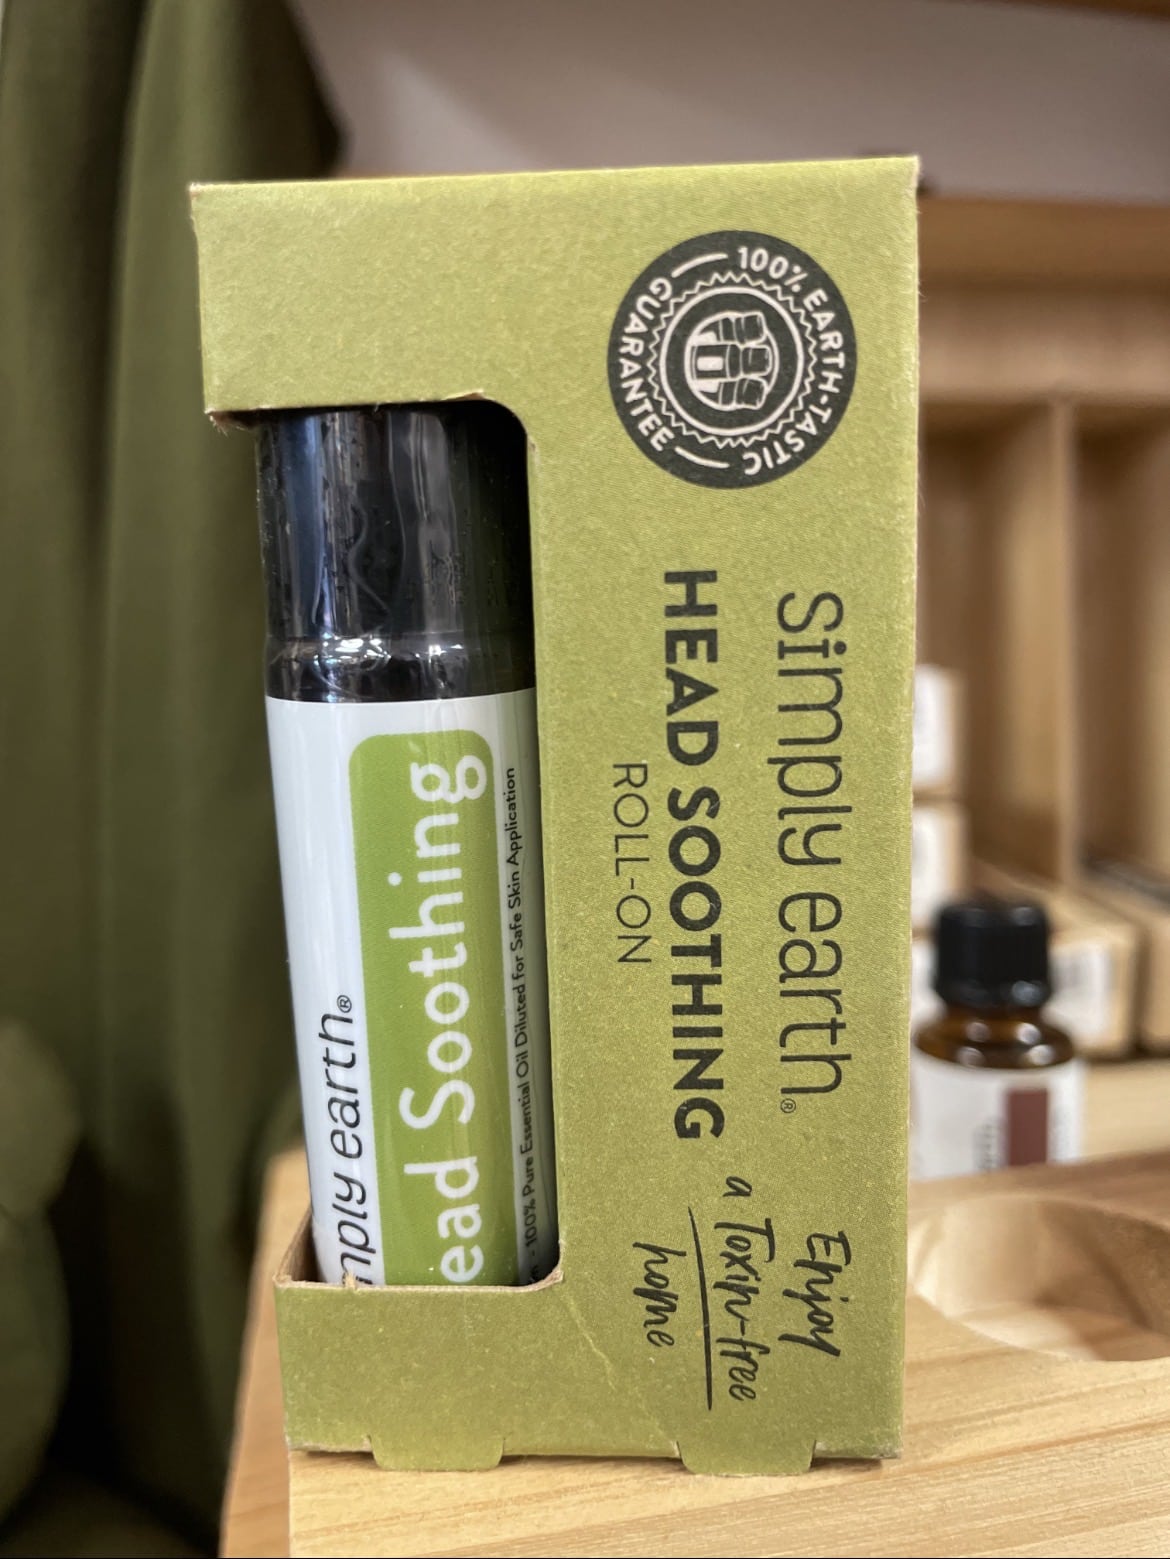 100% EARTH-TASTIC
GUARANTEE
Simply earth®
HEAD SOOTHING
ROLL-ON
Enjoy
a Toxin-free
home
mply earth®
ead Soothing
- 100% Pure Essential Oil Diluted for Safe Skin Application